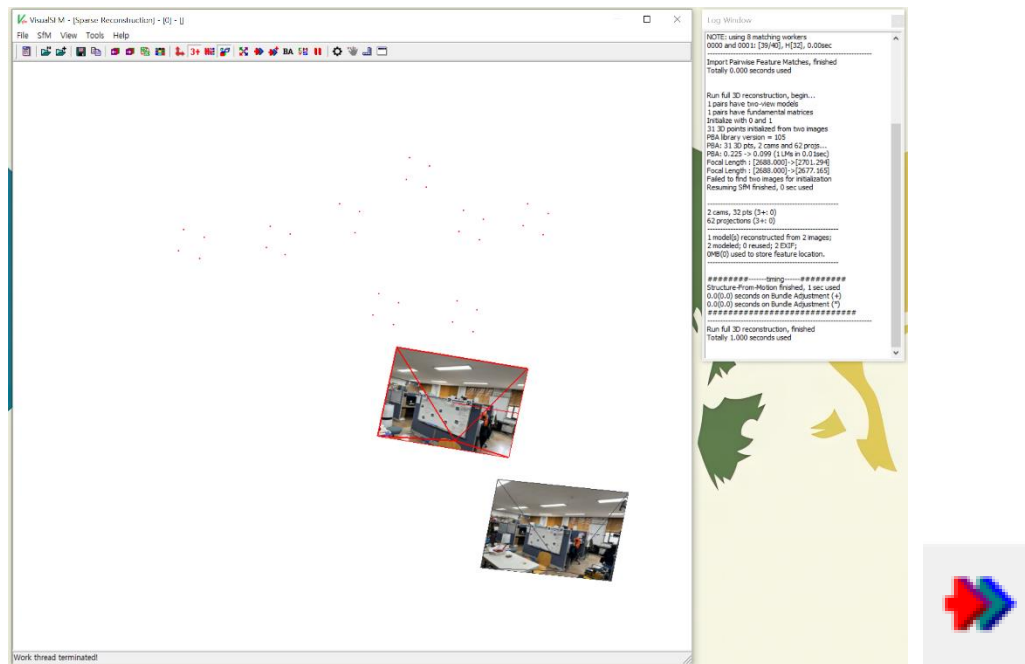 VisualSFM - [Sparse Reconstruction] - [0] - []
File SfM View Tools Help
3+
BA
Work thread terminated!
Log Window
NOTE: using 8 matching workers
0000 and 0001: [39/40], H[32], 0.00sec
----------------------------------------------------------------
Import Pairwise Feature Matches, finished
Totally 0.000 seconds used
Run full 3D reconstruction, begin...
1 pairs have two-view models
1 pairs have fundamental matrices
Initialize with 0 and 1
31 3D points initialized from two images
PBA library version = 105
PBA: 31 3D pts, 2 cams and 62 projs...
PBA: 0.225 -> 0.099 (1 LMs in 0.01sec)
Focal Length : [2688.000]->[2701.294]
Focal Length : [2688.000]->[2677.165]
Failed to find two images for initialization
Resuming SfM finished, 0 sec used
----------------------------------------------------------------
2 cams, 32 pts (3+: 0)
62 projections (3+: 0)
----------------------------------------------------------------
1 model(s) reconstructed from 2 images;
2 modeled; 0 reused; 2 EXIF;
0MB(0) used to store feature location.
----------------------------------------------------------------
########-------timing------#########
Structure-From-Motion finished, 1 sec used
0.0(0.0) seconds on Bundle Adjustment (+)
0.0(0.0) seconds on Bundle Adjustment (*)
#############################
----------------------------------------------------------------
Run full 3D reconstruction, finished
Totally 1.000 seconds used